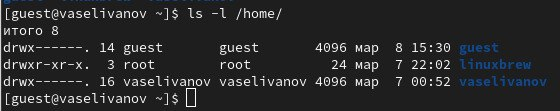 [guest@vaselivanov ~]$ ls -l /home/
итого 8
drwx------. 14 guest       guest       4096 мар  8 15:30 guest
drwxr-xr-x.  3 root        root          24 мар  7 22:02 linuxbrew
drwx------. 16 vaselivanov vaselivanov 4096 мар  7 00:52 vaselivanov
[guest@vaselivanov ~]$